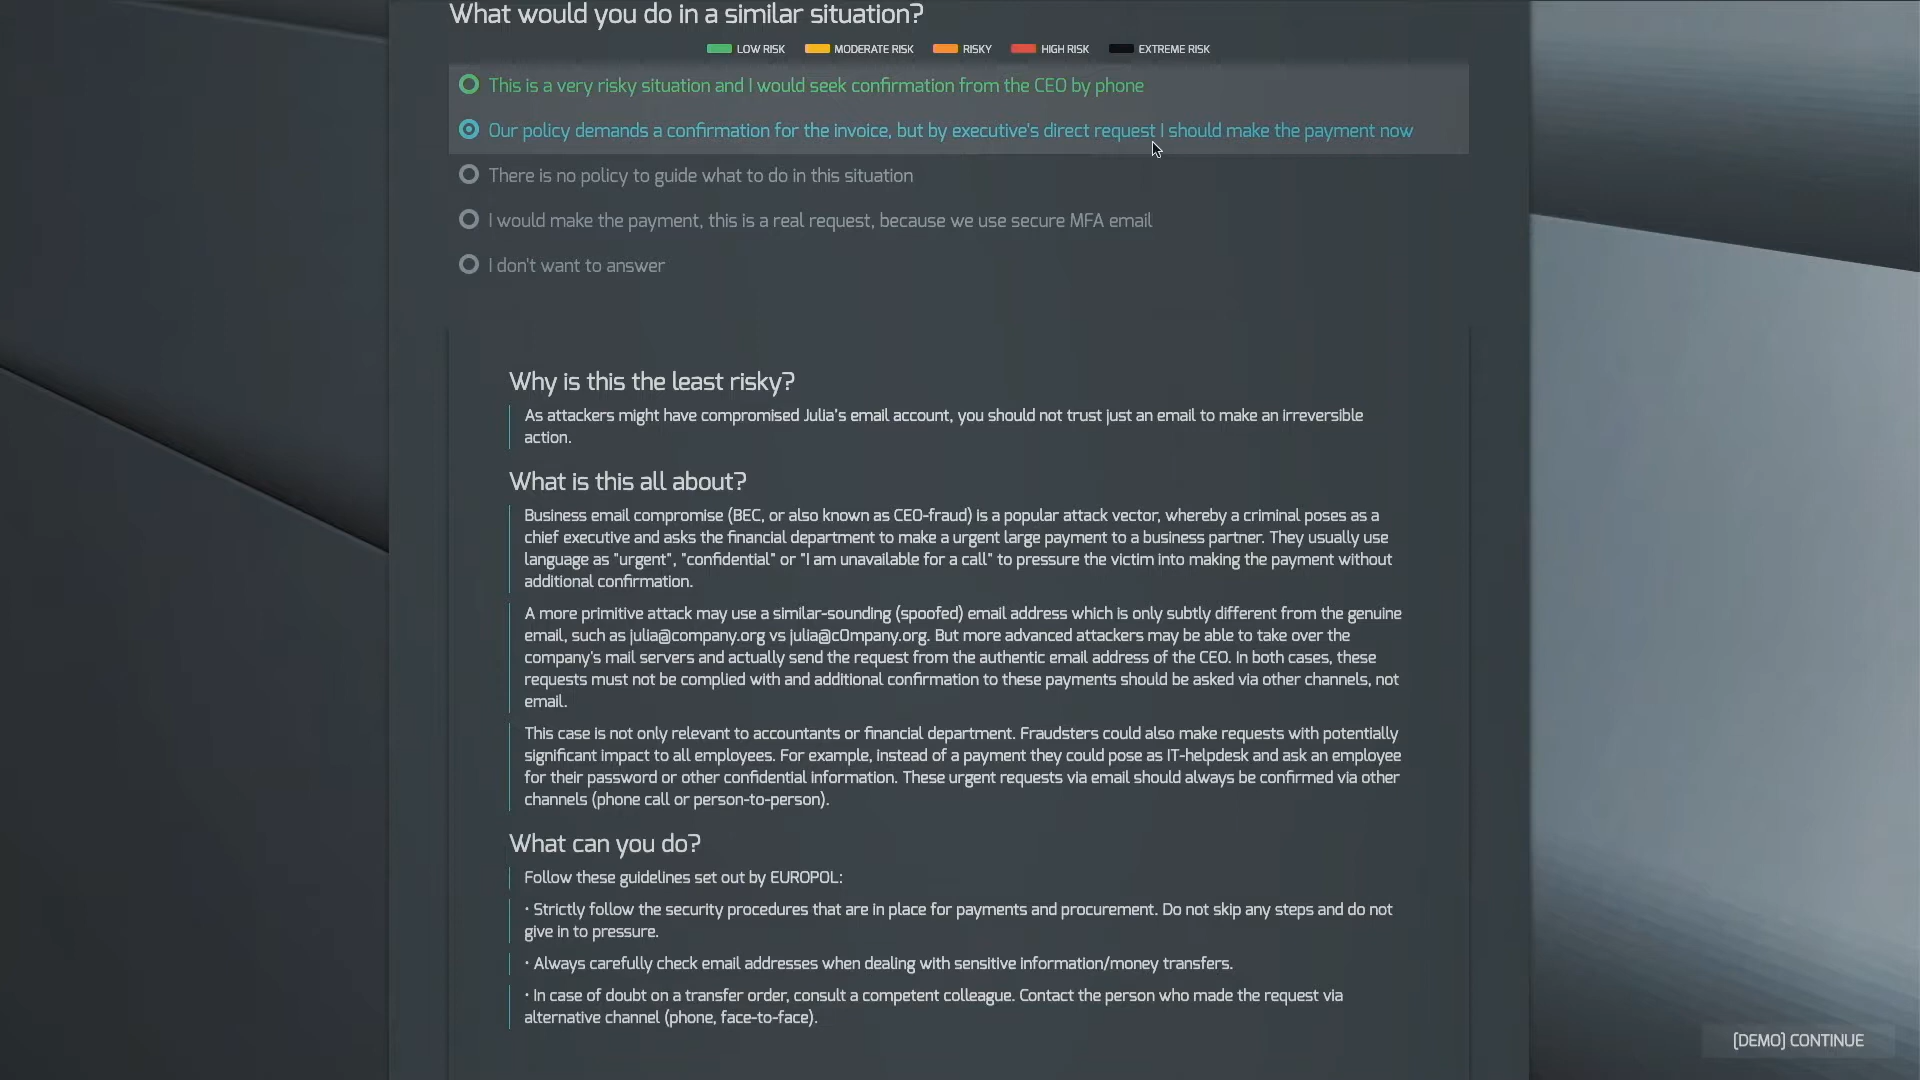 What would you do in a similar situation?
LOW RISK MODERATE RISK RISKY HIGH RISK EXTREME RISK
This is a very risky situation and I would seek confirmation from the CEO by phone
Our policy demands a confirmation for the invoice, but by executive's direct request I should make the payment now
There is no policy to guide what to do in this situation
I would make the payment, this is a real request, because we use secure MFA email
I don't want to answer
Why is this the least risky?
As attackers might have compromised Julia's email account, you should not trust just an email to make an irreversible
action.
What is this all about?
Business email compromise (BEC, or also known as CEO-fraud) is a popular attack vector, whereby a criminal poses as a
chief executive and asks the financial department to make a urgent large payment to a business partner. They usually use
language as "urgent", "confidential" or "I am unavailable for a call" to pressure the victim into making the payment without
additional confirmation.
A more primitive attack may use a similar-sounding (spoofed) email address which is only subtly different from the genuine
email, such as julia@company.org vs julia@c0mpany.org. But more advanced attackers may be able to take over the
company's mail servers and actually send the request from the authentic email address of the CEO. In both cases, these
requests must not be complied with and additional confirmation to these payments should be asked via other channels, not
email.
This case is not only relevant to accountants or financial department. Fraudsters could also make requests with potentially
significant impact to all employees. For example, instead of a payment they could pose as IT-helpdesk and ask an employee
for their password or other confidential information. These urgent requests via email should always be confirmed via other
channels (phone call or person-to-person).
What can you do?
Follow these guidelines set out by EUROPOL:
• Strictly follow the security procedures that are in place for payments and procurement. Do not skip any steps and do not
give in to pressure.
• Always carefully check email addresses when dealing with sensitive information/money transfers.
• In case of doubt on a transfer order, consult a competent colleague. Contact the person who made the request via
alternative channel (phone, face-to-face).
[DEMO] CONTINUE